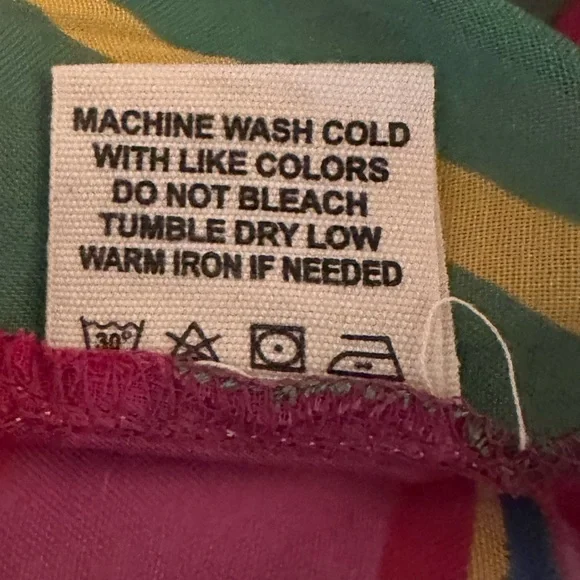 MACHINE WASH COLD
WITH LIKE COLORS
DO NOT BLEACH
TUMBLE DRY LOW
WARM IRON IF NEEDED
30°